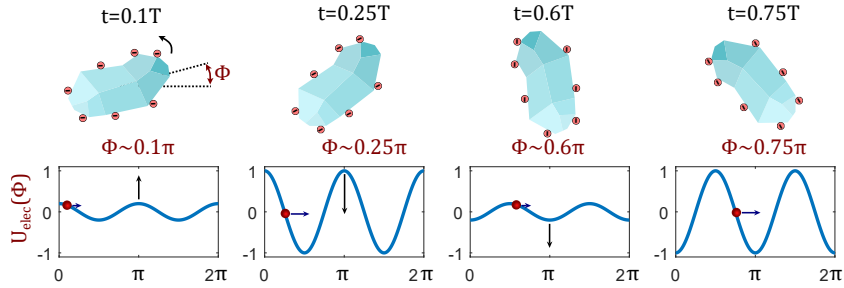 t=0.1T
t=0.25T
t=0.6T
t=0.75T
Φ
Φ~0.1π
Φ~0.25π
Φ~0.6π
Φ~0.75π
U_elec(Φ)
1
0
-1
0
π
2π
1
0
-1
0
π
2π
1
0
-1
0
π
2π
1
0
-1
0
π
2π